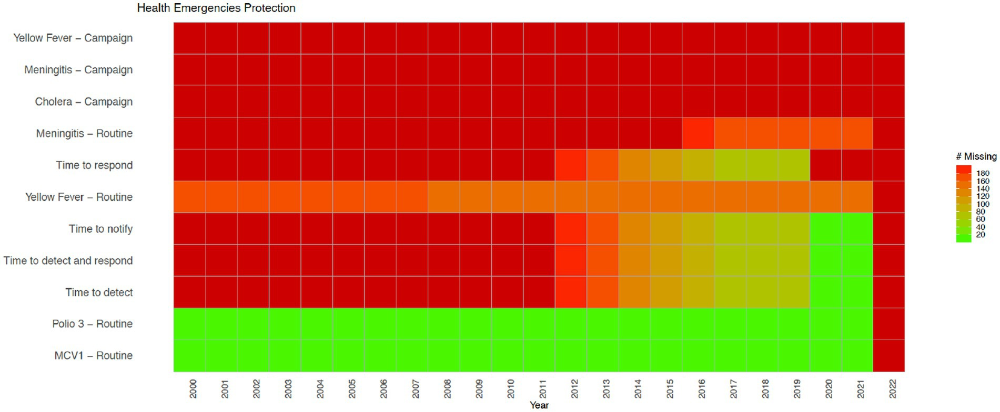 Health Emergencies Protection
Yellow Fever – Campaign
Meningitis – Campaign
Cholera – Campaign
Meningitis – Routine
Time to respond
Yellow Fever – Routine
Time to notify
Time to detect and respond
Time to detect
Polio 3 – Routine
MCV1 – Routine
2000
2001
2002
2003
2004
2005
2006
2007
2008
2009
2010
2011
2012
2013
2014
2015
2016
2017
2018
2019
2020
2021
2022
Year
# Missing
180
160
140
120
100
80
60
40
20